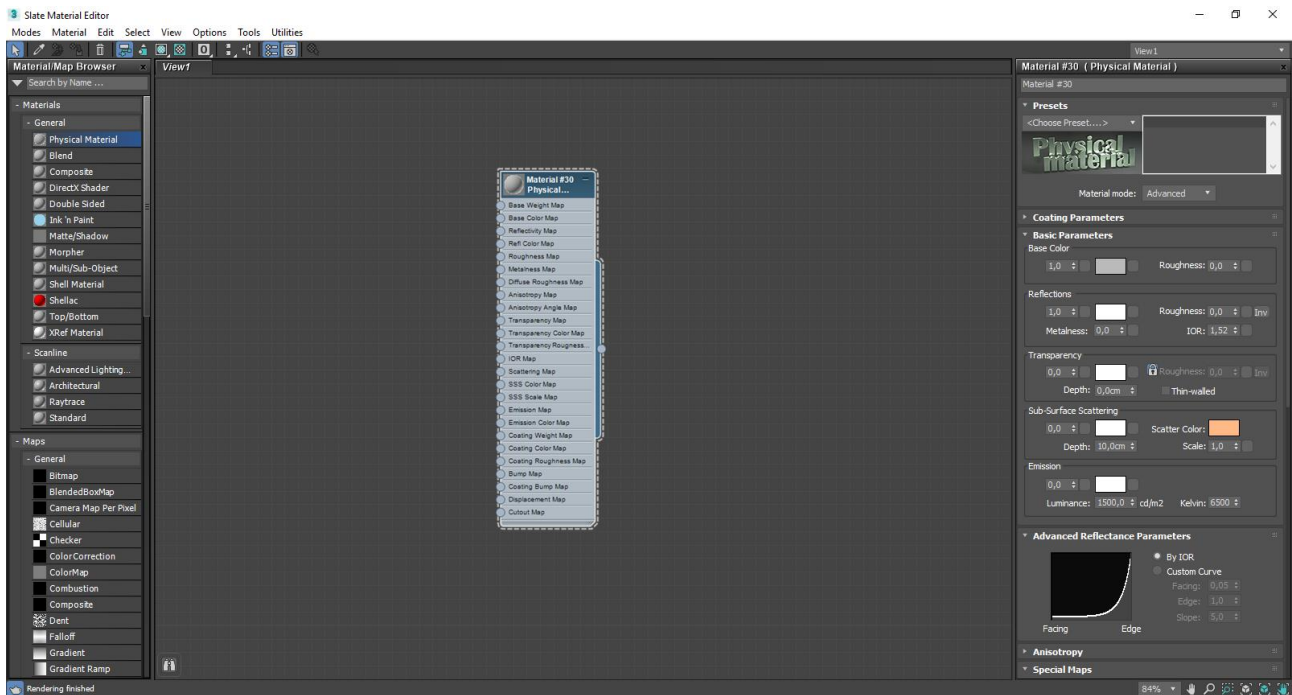 3 Slate Material Editor
Modes Material Edit Select View Options Tools Utilities
View1
Material/Map Browser x
Search by Name ...
- Materials
- General
Physical Material
Blend
Composite
DirectX Shader
Double Sided
Ink 'n Paint
Matte/Shadow
Morpher
Multi/Sub-Object
Shell Material
Shellac
Top/Bottom
XRef Material
- Scanline
Advanced Lighting...
Architectural
Raytrace
Standard
- Maps
- General
Bitmap
BlendedBoxMap
Camera Map Per Pixel
Cellular
Checker
ColorCorrection
ColorMap
Combustion
Composite
Dent
Falloff
Gradient
Gradient Ramp
View1
Material #30
Physical...
Base Weight Map
Base Color Map
Reflectivity Map
Refl Color Map
Roughness Map
Metalness Map
Diffuse Roughness Map
Anisotropy Map
Anisotropy Angle Map
Transparency Map
Transparency Color Map
Transparency Rougness...
IOR Map
Scattering Map
SSS Color Map
SSS Scale Map
Emission Map
Emission Color Map
Coating Weight Map
Coating Color Map
Coating Roughness Map
Bump Map
Coating Bump Map
Displacement Map
Cutout Map
Material #30 ( Physical Material ) x
Material #30
Presets
<Choose Preset....>
Physical
material
Material mode: Advanced
Coating Parameters
Basic Parameters
Base Color
1,0 Roughness: 0,0
Reflections
1,0 Roughness: 0,0 Inv
Metalness: 0,0 IOR: 1,52
Transparency
0,0 Roughness: 0,0 Inv
Depth: 0,0cm Thin-walled
Sub-Surface Scattering
0,0 Scatter Color:
Depth: 10,0cm Scale: 1,0
Emission
0,0
Luminance: 1500,0 cd/m2 Kelvin: 6500
Advanced Reflectance Parameters
By IOR
Custom Curve
Facing: 0,05
Edge: 1,0
Slope: 5,0
Facing Edge
Anisotropy
Special Maps
Rendering finished
84%